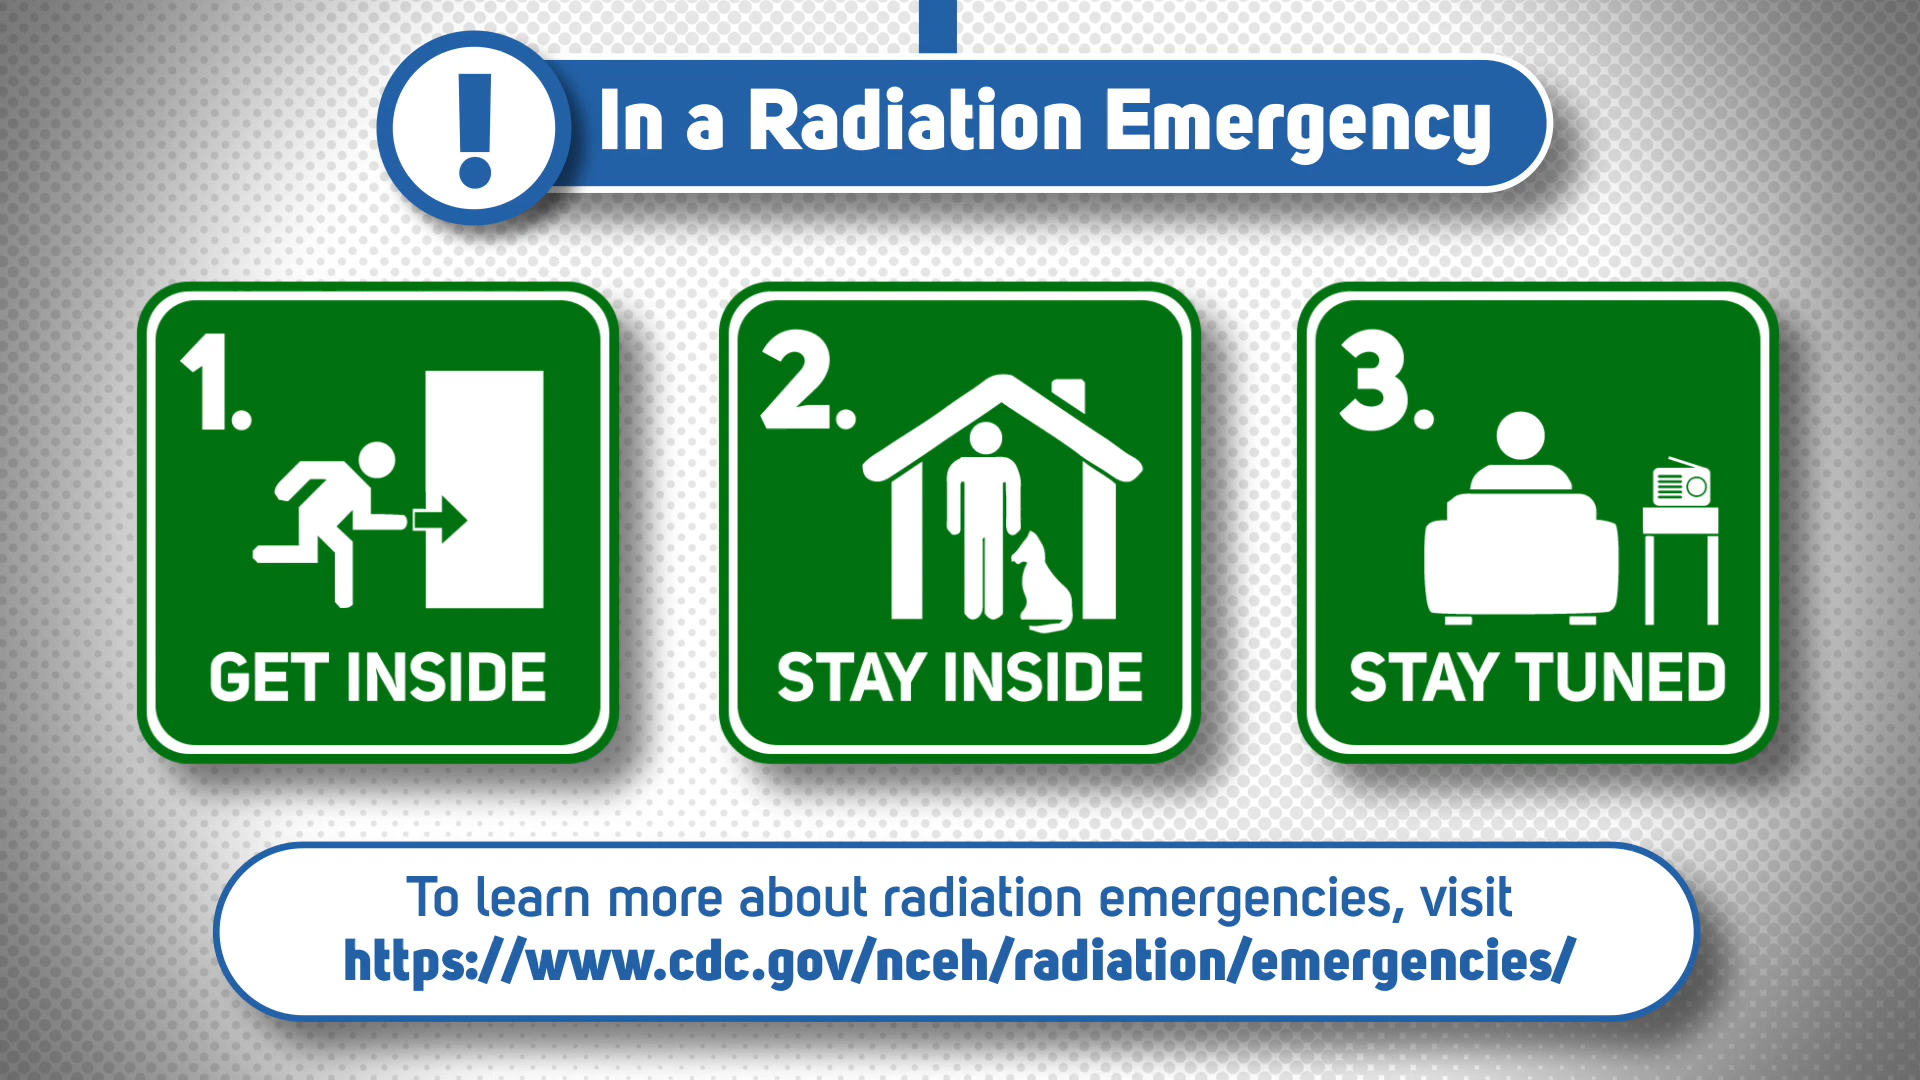 In a Radiation Emergency
1.
GET INSIDE
2.
STAY INSIDE
3.
STAY TUNED
To learn more about radiation emergencies, visit
https://www.cdc.gov/nceh/radiation/emergencies/